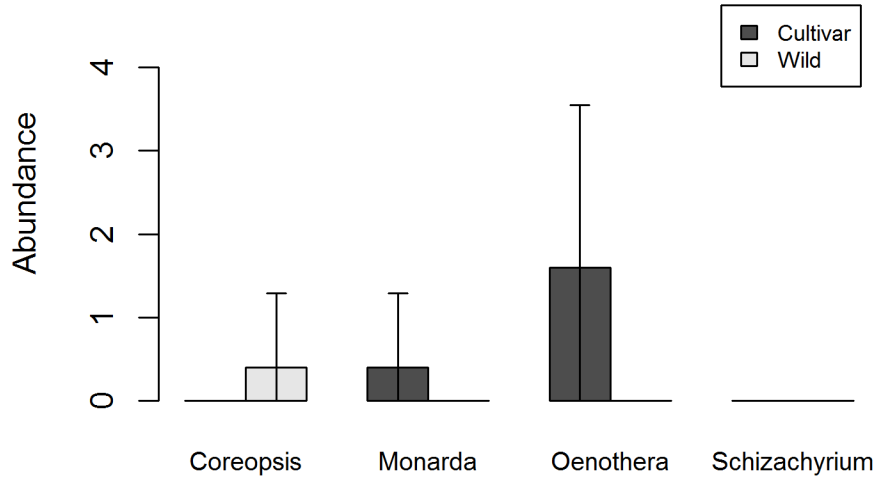 Cultivar
Wild
Abundance
4
3
2
1
0
Coreopsis Monarda Oenothera Schizachyrium